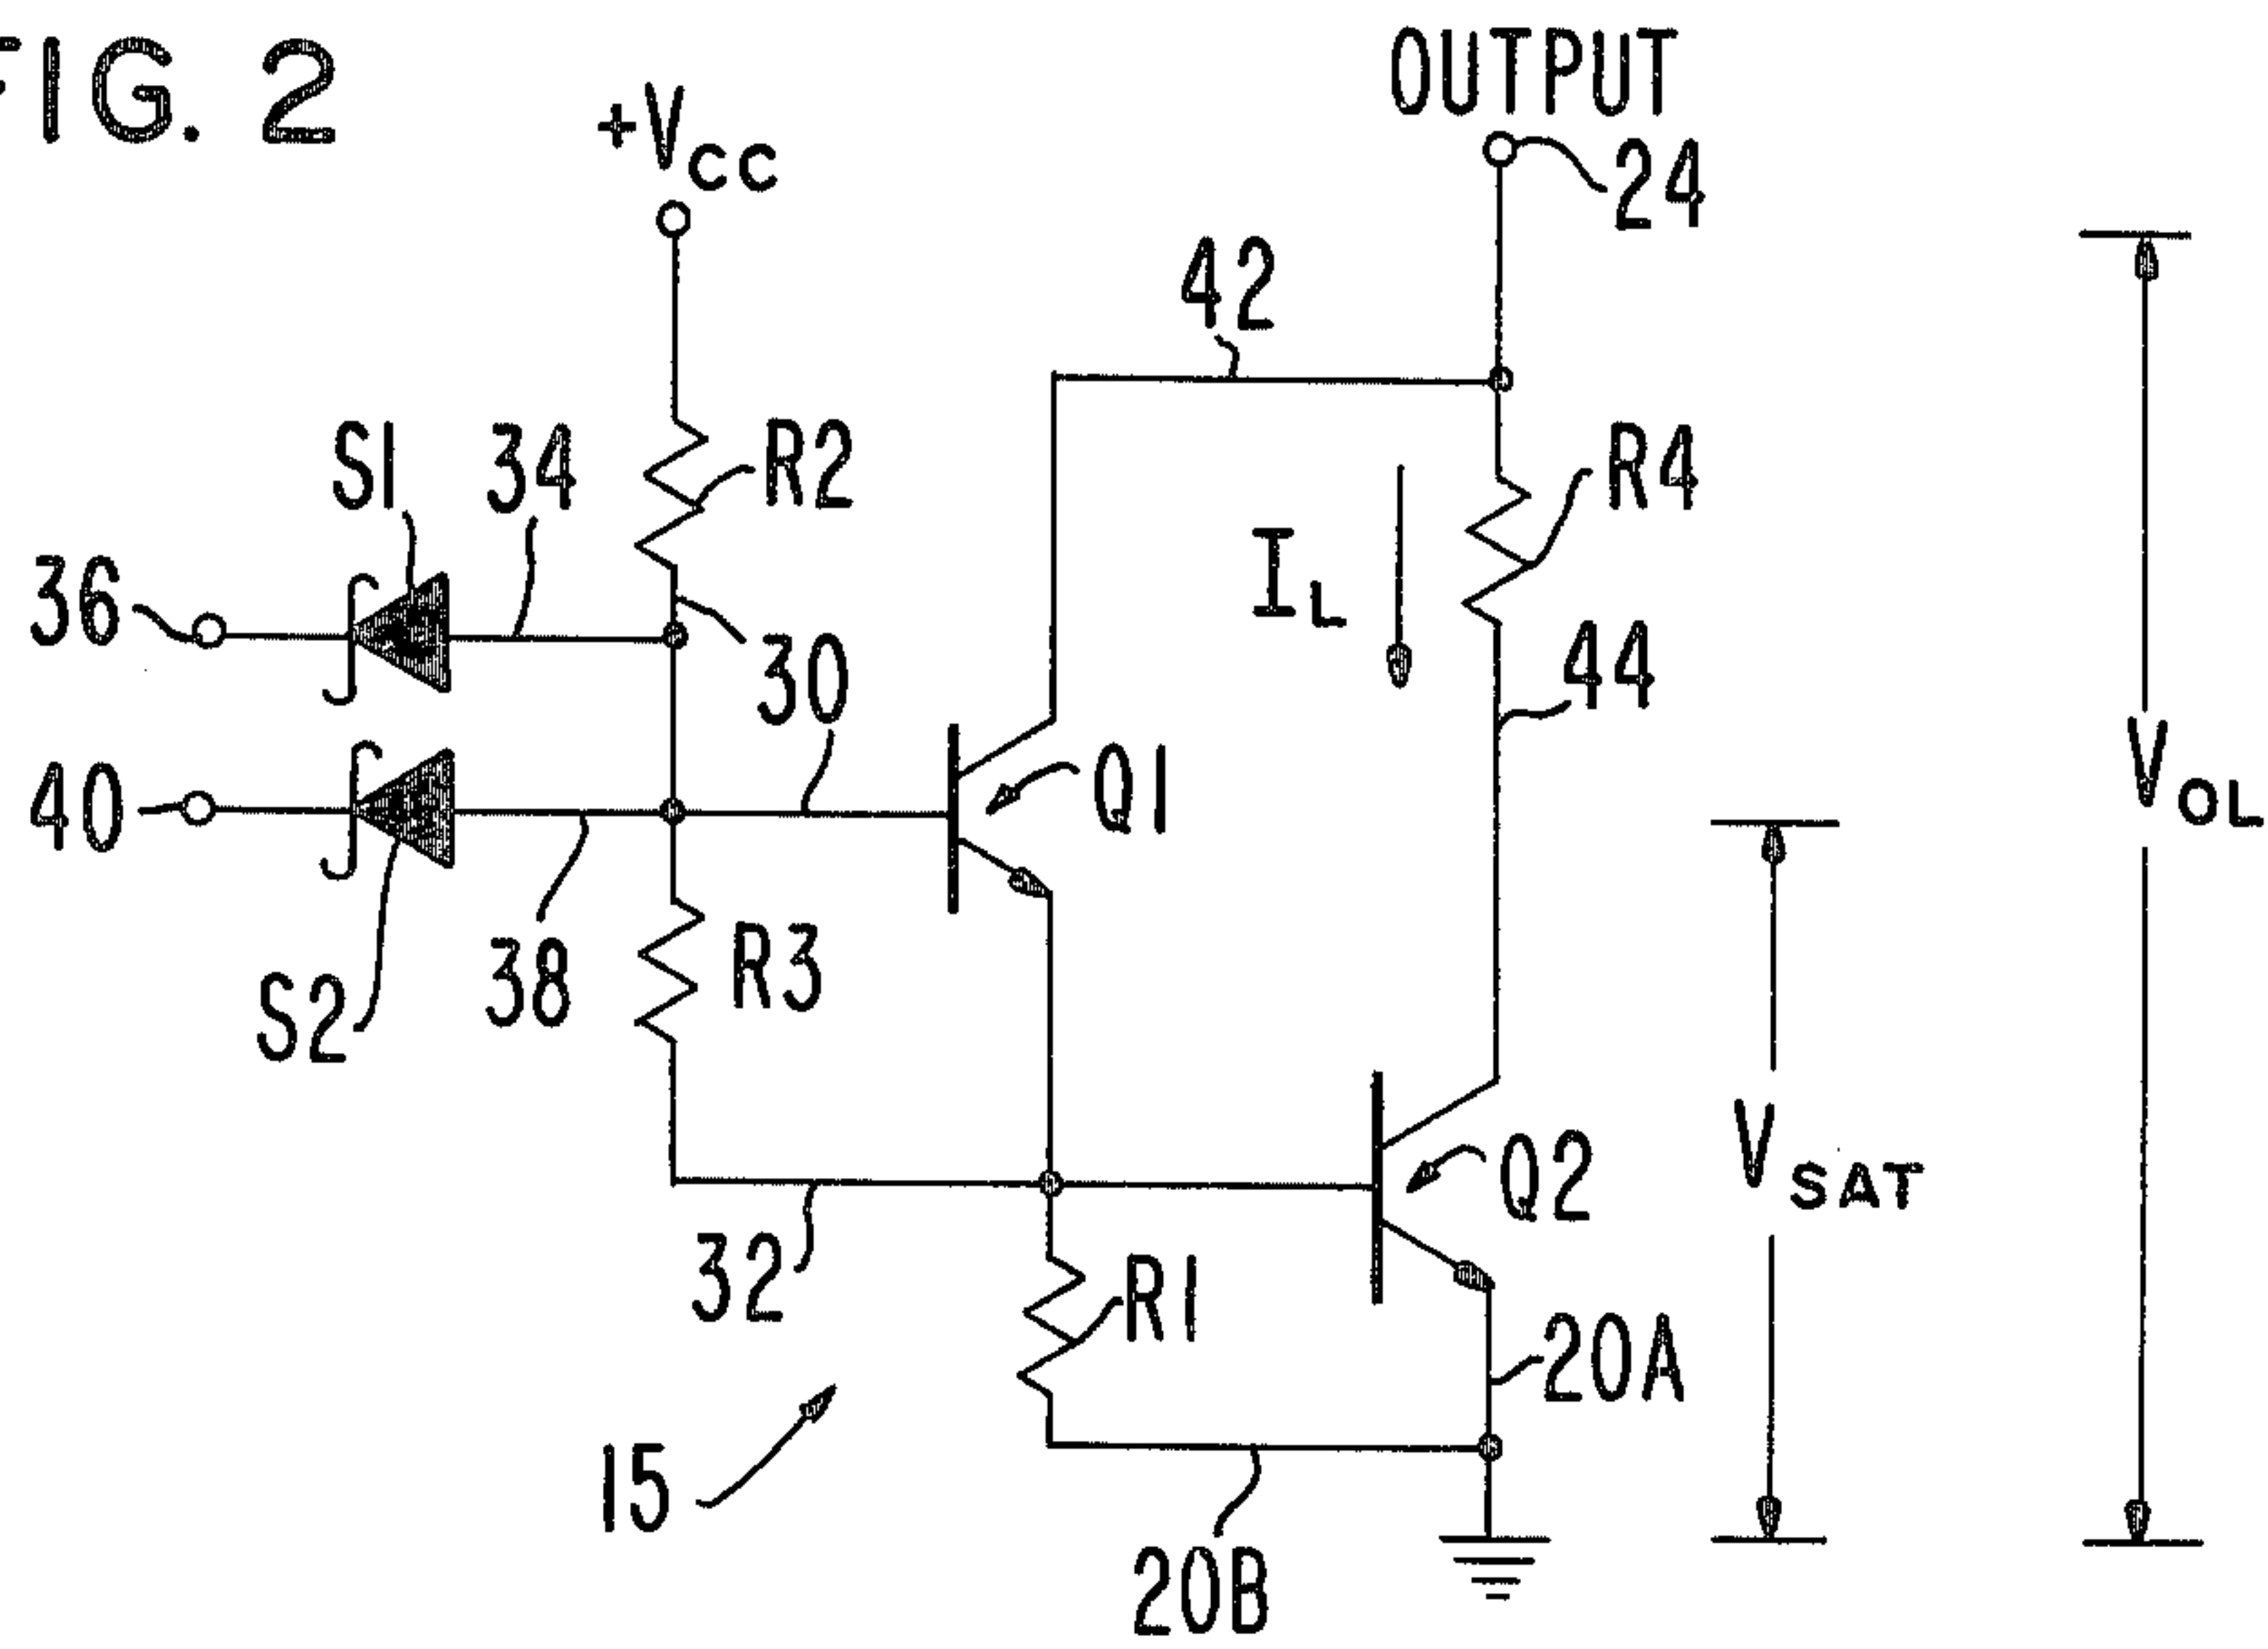 FIG. 2
+VCC
OUTPUT
24
42
S1
34
R2
R4
36
IL
30
44
40
Q1
VOL
S2
38
R3
VSAT
Q2
32
R1
20A
15
20B